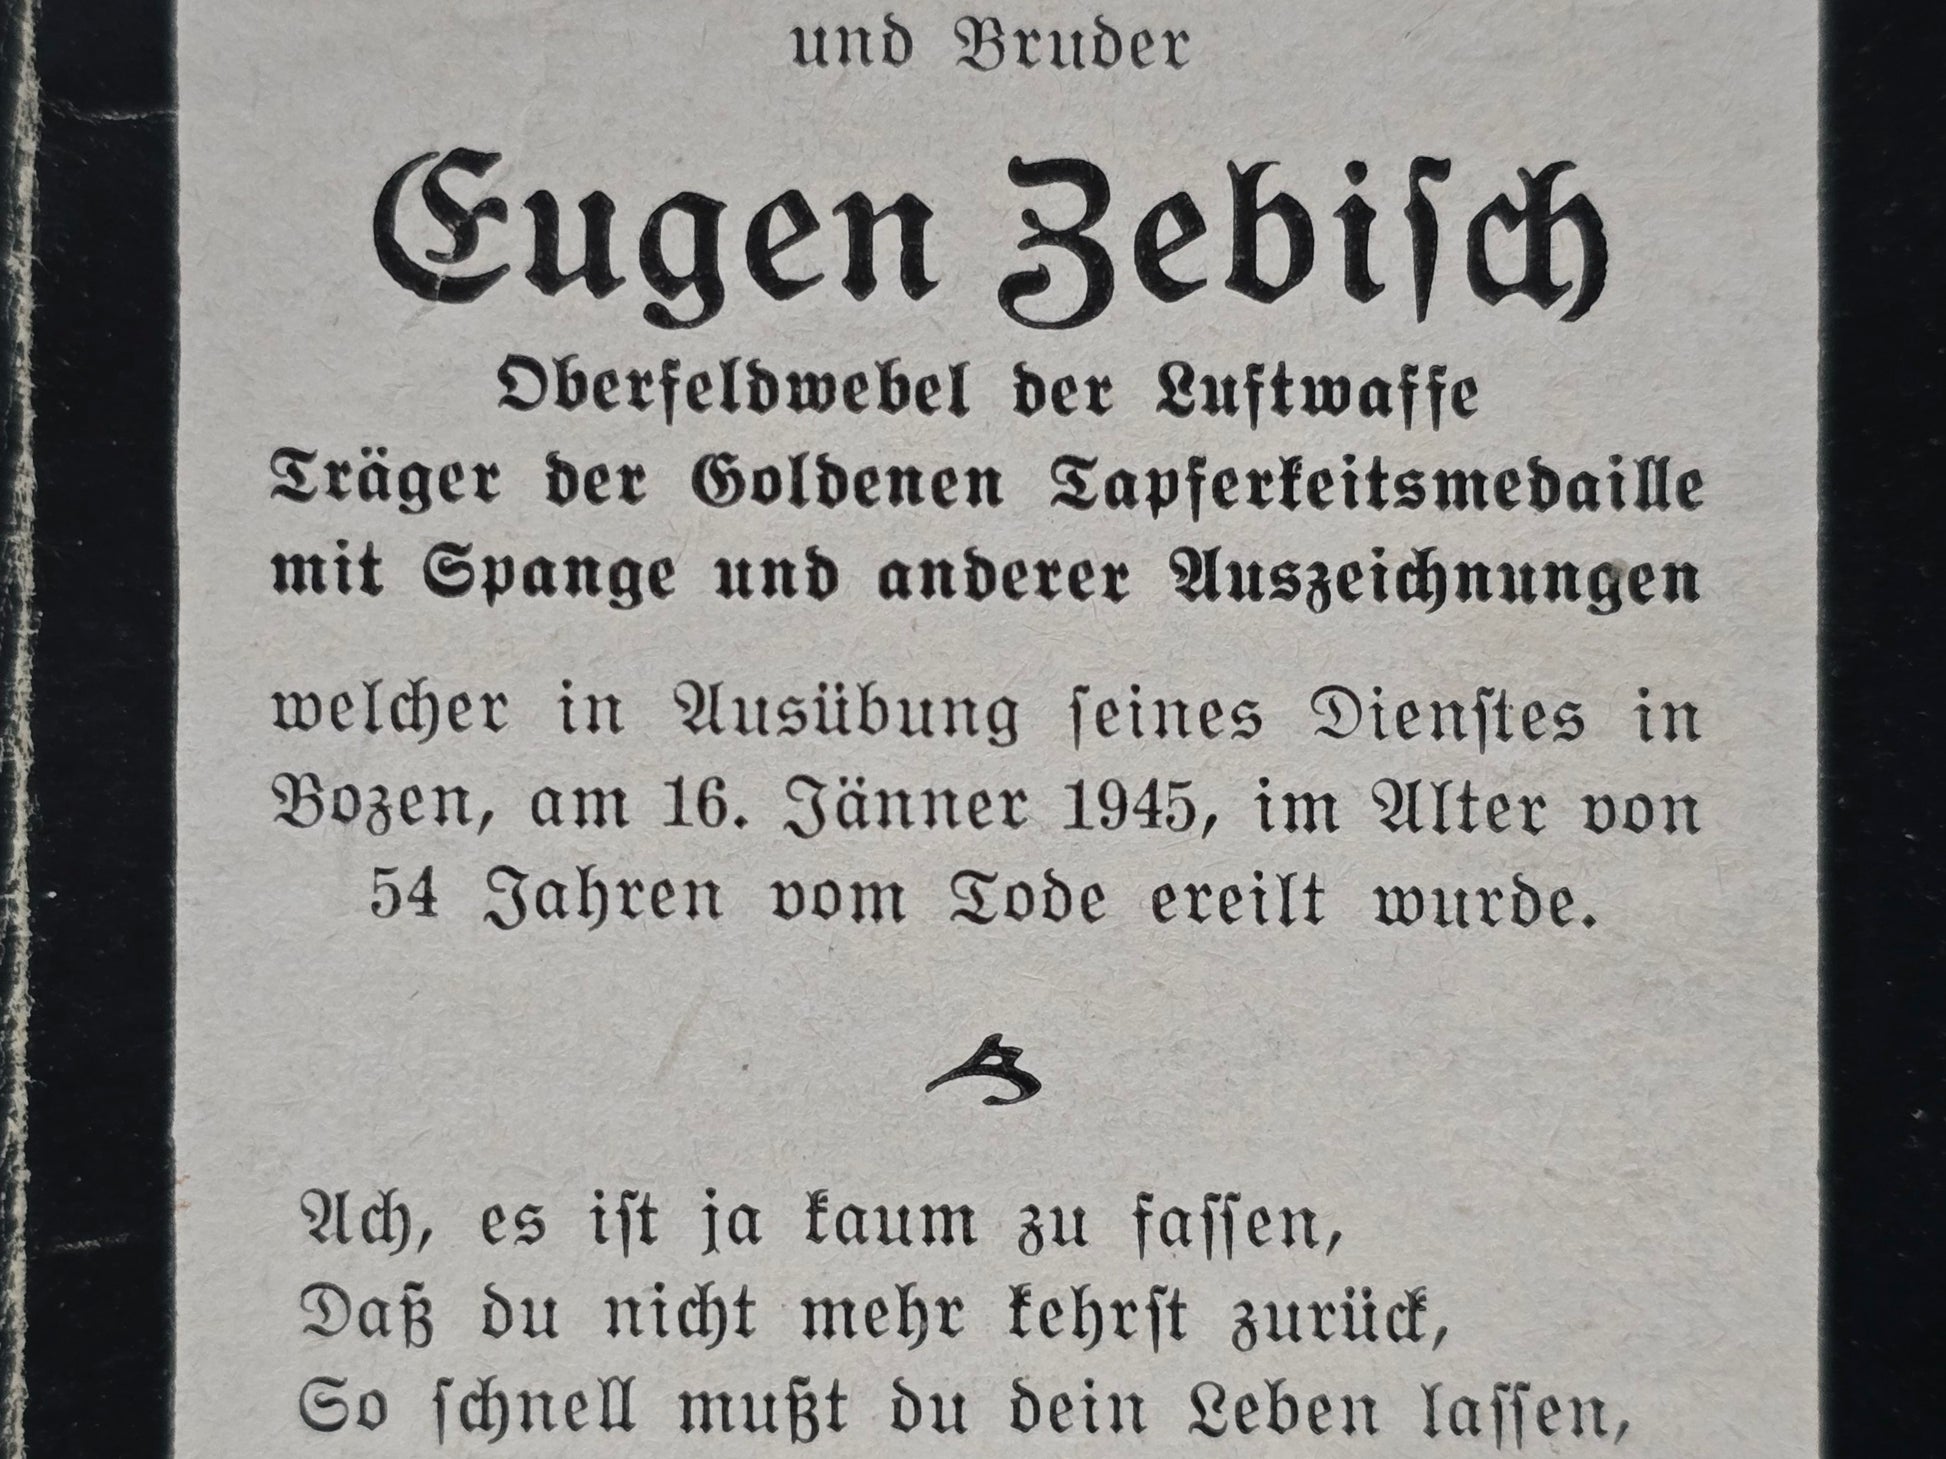 und Bruder
Eugen Zebiſch
Oberfeldwebel der Luftwaffe
Träger der Goldenen Tapferkeitsmedaille
mit Spange und anderer Auszeichnungen
welcher in Ausübung ſeines Dienſtes in
Bozen, am 16. Jänner 1945, im Alter von
54 Jahren vom Tode ereilt wurde.
Ach, es iſt ja kaum zu faſſen,
Daß du nicht mehr kehrſt zurück,
So ſchnell mußt du dein Leben laſſen,